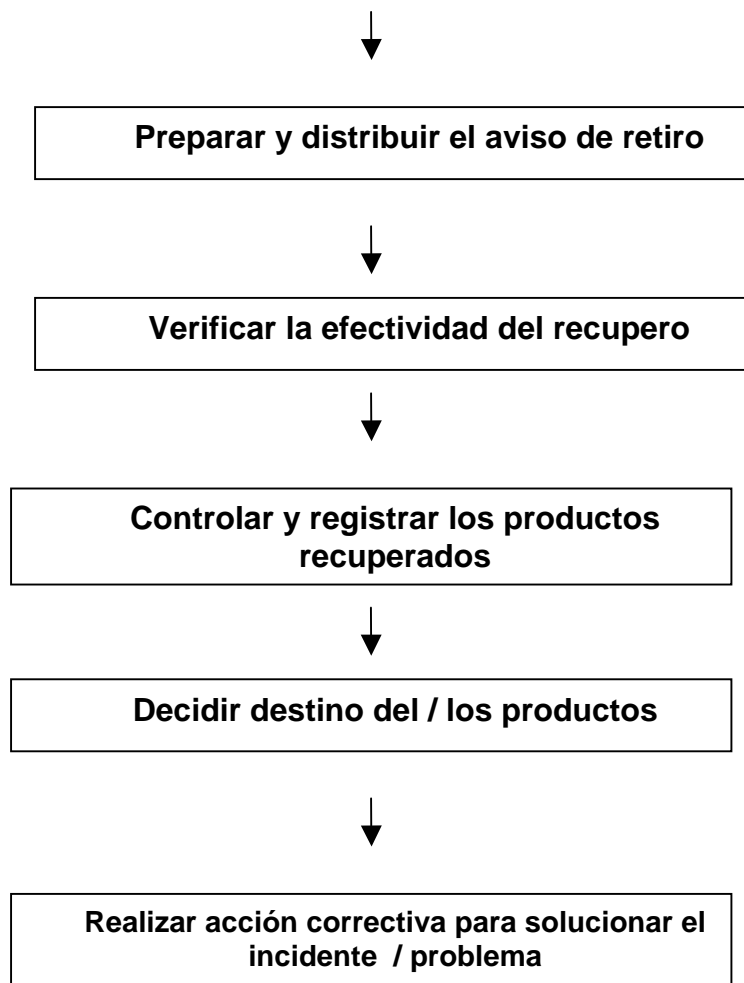 Preparar y distribuir el aviso de retiro
Verificar la efectividad del recupero
Controlar y registrar los productos
recuperados
Decidir destino del / los productos
Realizar acción correctiva para solucionar el
incidente / problema